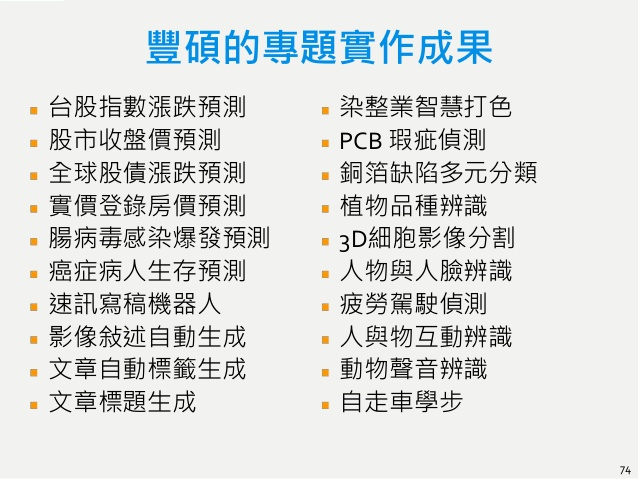 豐碩的專題實作成果
台股指數漲跌預測
股市收盤價預測
全球股債漲跌預測
實價登錄房價預測
腸病毒感染爆發預測
癌症病人生存預測
速訊寫稿機器人
影像敍述自動生成
文章自動標籤生成
文章標題生成
染整業智慧打色
PCB 瑕疵偵測
銅箔缺陷多元分類
植物品種辨識
3D細胞影像分割
人物與人臉辨識
疲勞駕駛偵測
人與物互動辨識
動物聲音辨識
自走車學步
74